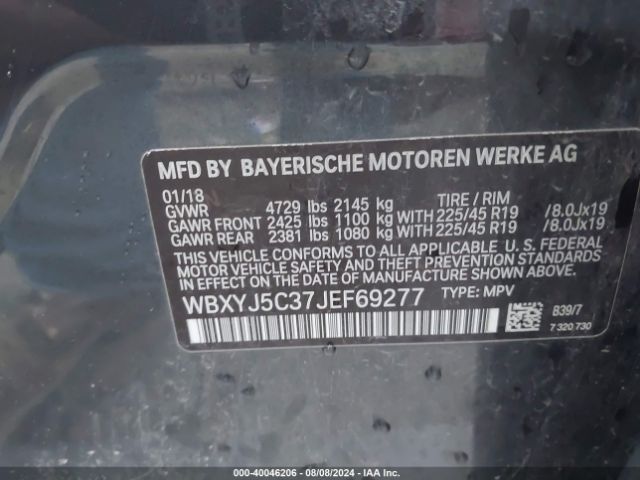 MFD BY BAYERISCHE MOTOREN WERKE AG
01/18 TIRE / RIM
GVWR 4729 lbs 2145 kg
GAWR FRONT 2425 lbs 1100 kg WITH 225/45 R19 /8.0Jx19
GAWR REAR 2381 lbs 1080 kg WITH 225/45 R19 /8.0Jx19
THIS VEHICLE CONFORMS TO ALL APPLICABLE U. S. FEDERAL
MOTOR VEHICLE SAFETY, BUMPER, AND THEFT PREVENTION STANDARDS
IN EFFECT ON THE DATE OF MANUFACTURE SHOWN ABOVE.
WBXYJ5C37JEF69277 TYPE: MPV
B39/7
7 320 730
000-40046206 - 08/08/2024 - IAA Inc.